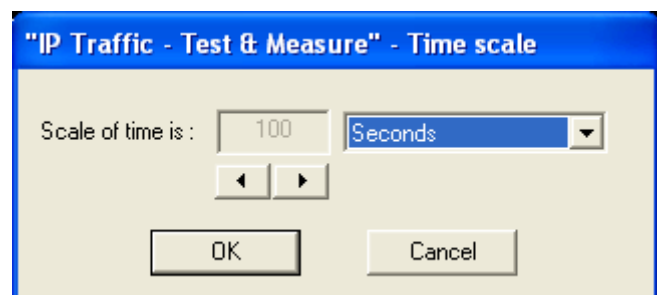 "IP Traffic - Test & Measure" - Time scale
Scale of time is : 100 Seconds
OK Cancel